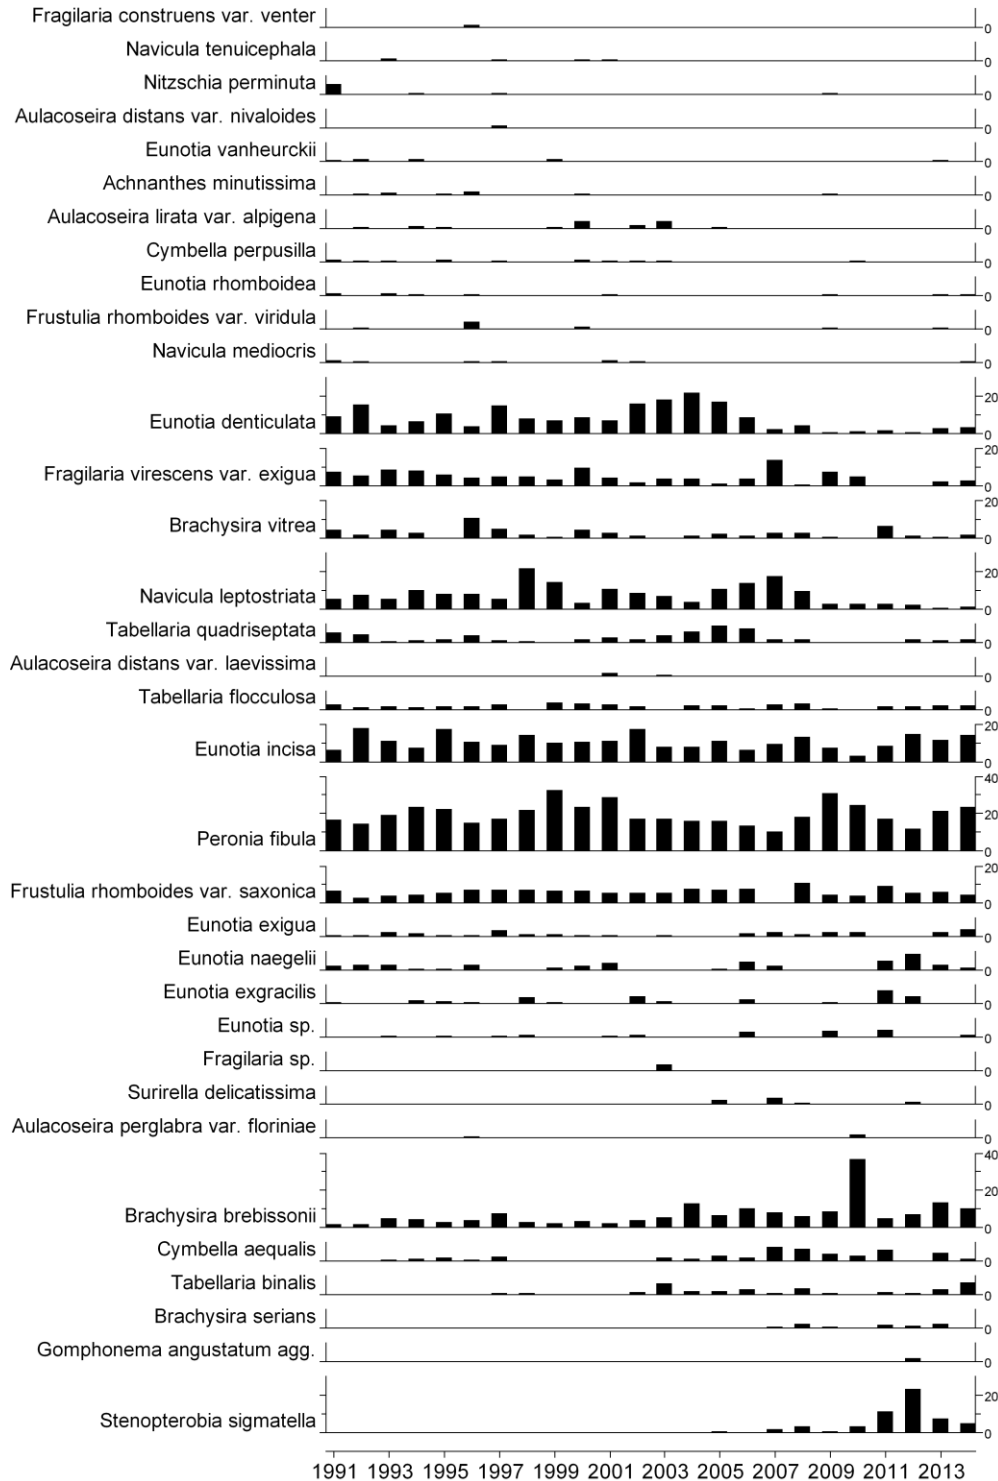 Fragilaria construens var. venter 0
Navicula tenuicephala 0
Nitzschia perminuta 0
Aulacoseira distans var. nivaloides 0
Eunotia vanheurckii 0
Achnanthes minutissima 0
Aulacoseira lirata var. alpigena 0
Cymbella perpusilla 0
Eunotia rhomboidea 0
Frustulia rhomboides var. viridula 0
Navicula mediocris 0
20
Eunotia denticulata 0
20
Fragilaria virescens var. exigua 0
20
Brachysira vitrea 0
20
Navicula leptostriata 0
Tabellaria quadriseptata 0
Aulacoseira distans var. laevissima 0
Tabellaria flocculosa 0
20
Eunotia incisa 0
40
20
Peronia fibula 0
20
Frustulia rhomboides var. saxonica 0
Eunotia exigua 0
Eunotia naegelii 0
Eunotia exgracilis 0
Eunotia sp. 0
Fragilaria sp. 0
Surirella delicatissima 0
Aulacoseira perglabra var. floriniae 0
40
20
Brachysira brebissonii 0
Cymbella aequalis 0
Tabellaria binalis 0
Brachysira serians 0
Gomphonema angustatum agg. 0
20
Stenopterobia sigmatella 0
1991 1993 1995 1997 1999 2001 2003 2005 2007 2009 2011 2013